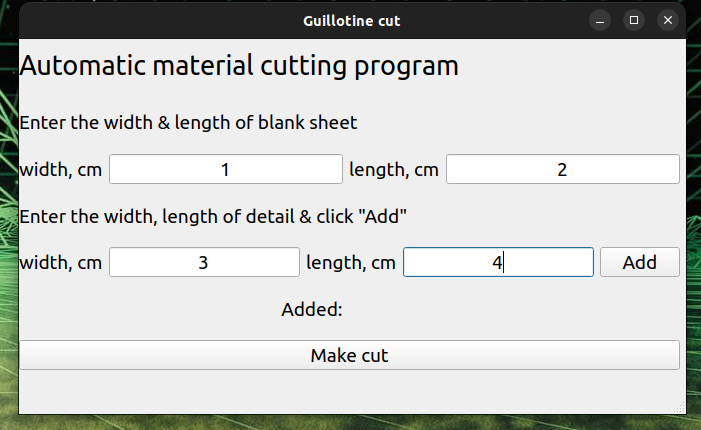 Guillotine cut
Automatic material cutting program
Enter the width & length of blank sheet
width, cm 1 length, cm 2
Enter the width, length of detail & click "Add"
width, cm 3 length, cm 4 Add
Added:
Make cut